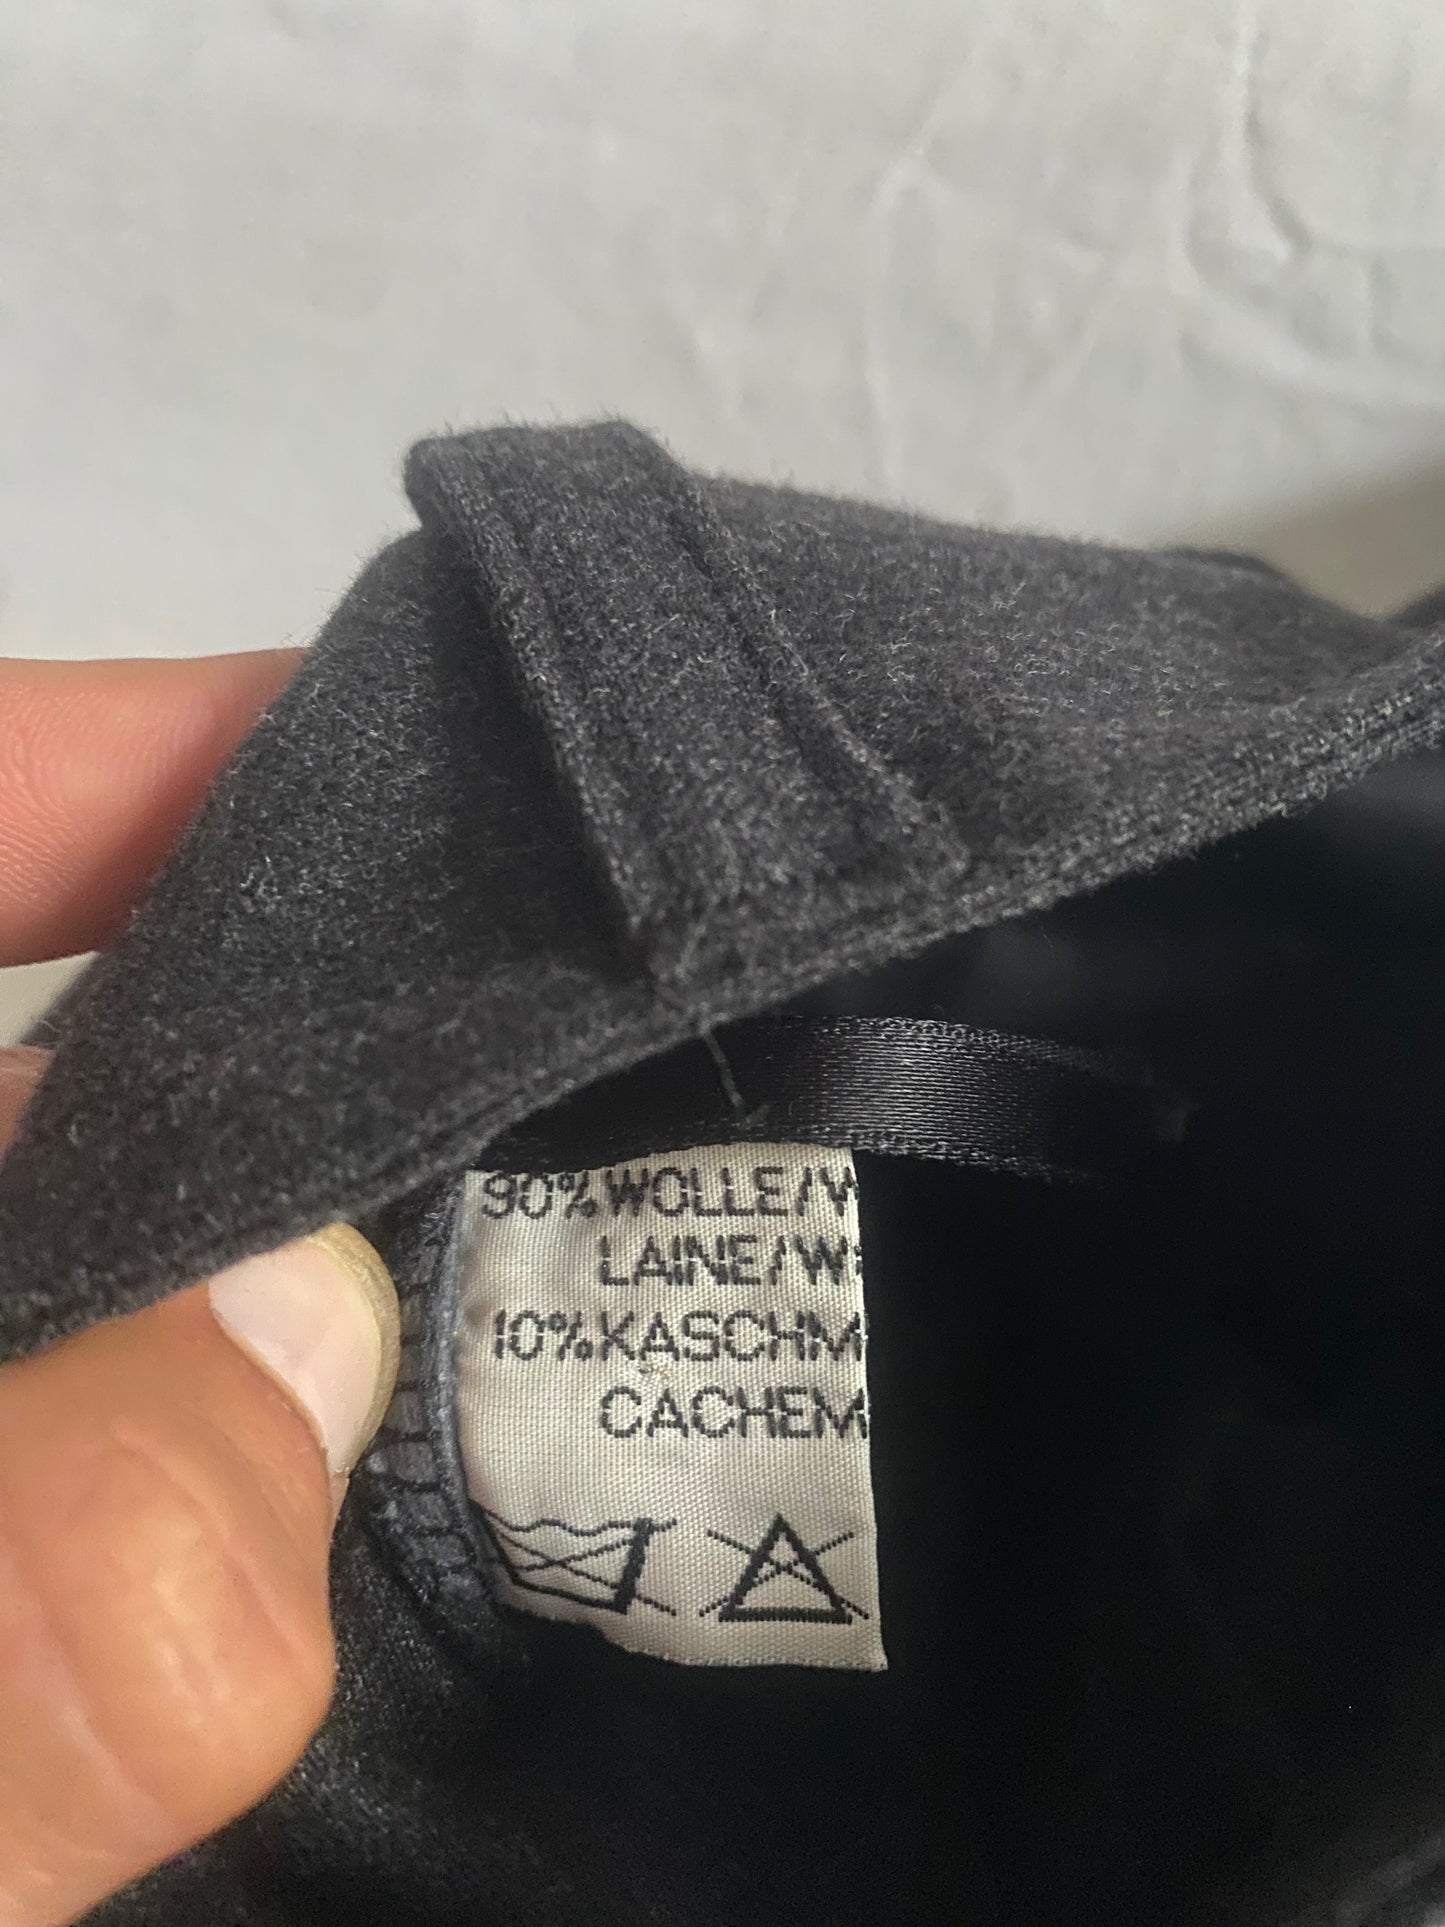 90% WOLLE/W
LAINE/W
10% KASCHM
CACHEM